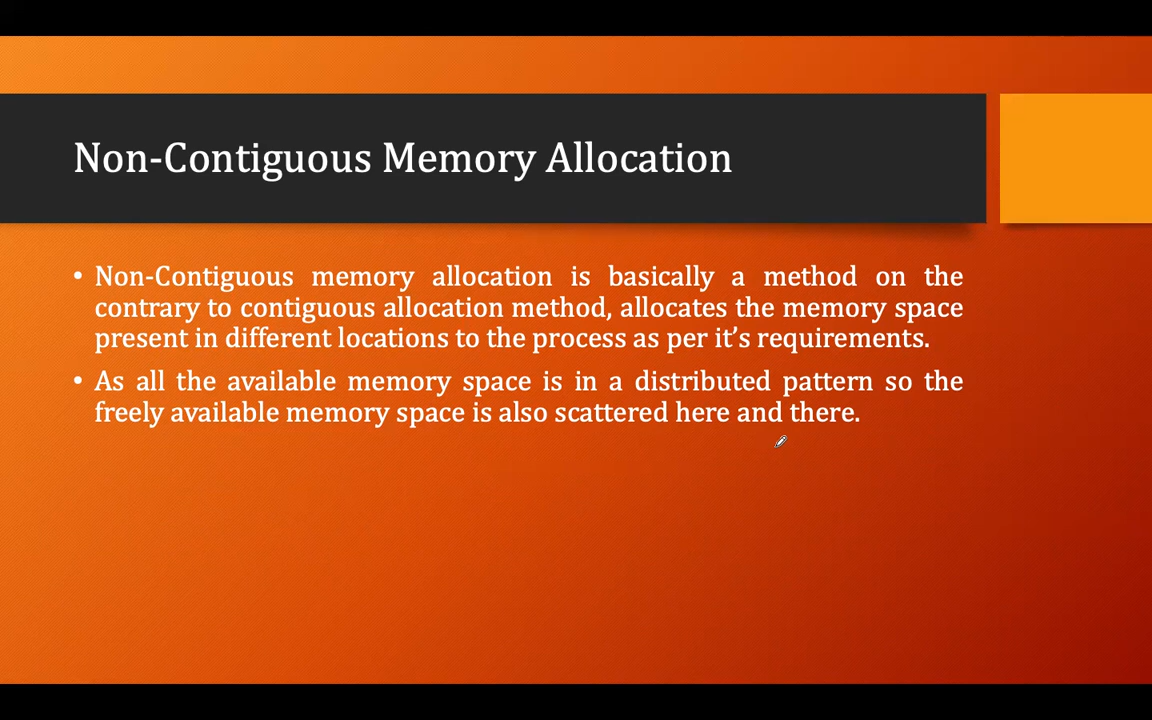 Non-Contiguous Memory Allocation
• Non-Contiguous memory allocation is basically a method on the
contrary to contiguous allocation method, allocates the memory space
present in different locations to the process as per it’s requirements.
• As all the available memory space is in a distributed pattern so the
freely available memory space is also scattered here and there.